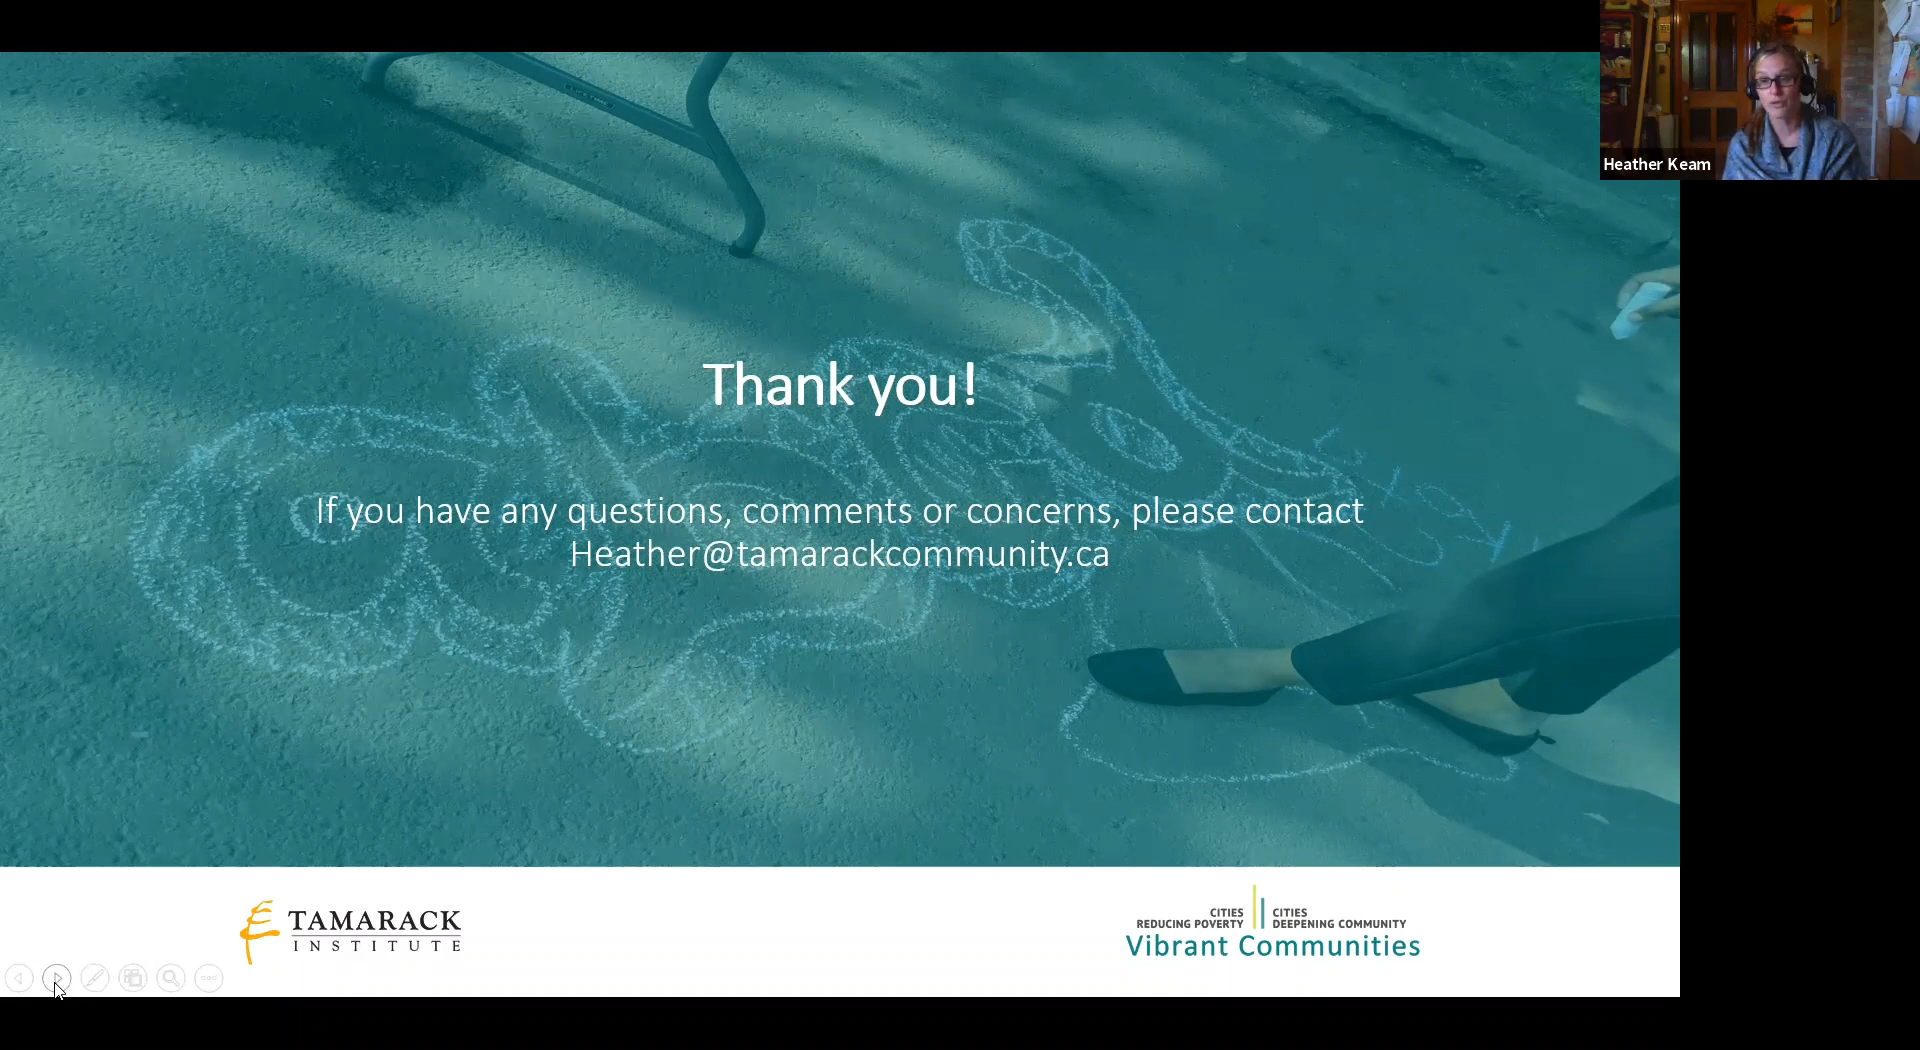 Heather Keam
Thank you!
If you have any questions, comments or concerns, please contact
Heather@tamarackcommunity.ca
TAMARACK
INSTITUTE
CITIES
REDUCING POVERTY
CITIES
DEEPENING COMMUNITY
Vibrant Communities